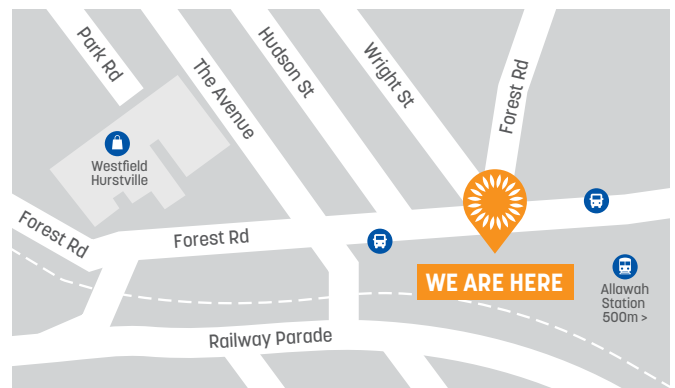 Park Rd
The Avenue
Hudson St
Wright St
Forest Rd
Westfield
Hurstville
Forest Rd
Forest Rd
WE ARE HERE
Allawah
Station
500m >
Railway Parade